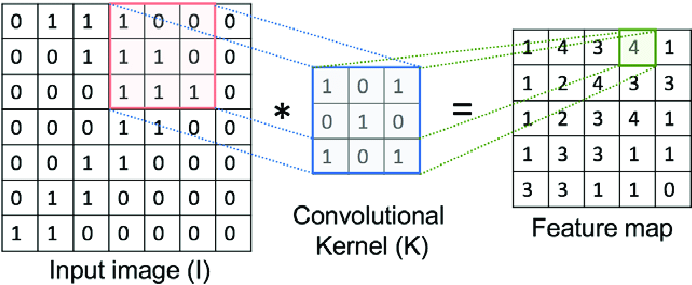 0 1 1 1 0 0 0
0 0 1 1 1 0 0
0 0 0 1 1 1 0
0 0 0 1 1 0 0
0 0 1 1 0 0 0
0 1 1 0 0 0 0
1 1 0 0 0 0 0
Input image (I)
*
1 0 1
0 1 0
1 0 1
Convolutional
Kernel (K)
=
1 4 3 4 1
1 2 4 3 3
1 2 3 4 1
1 3 3 1 1
3 3 1 1 0
Feature map